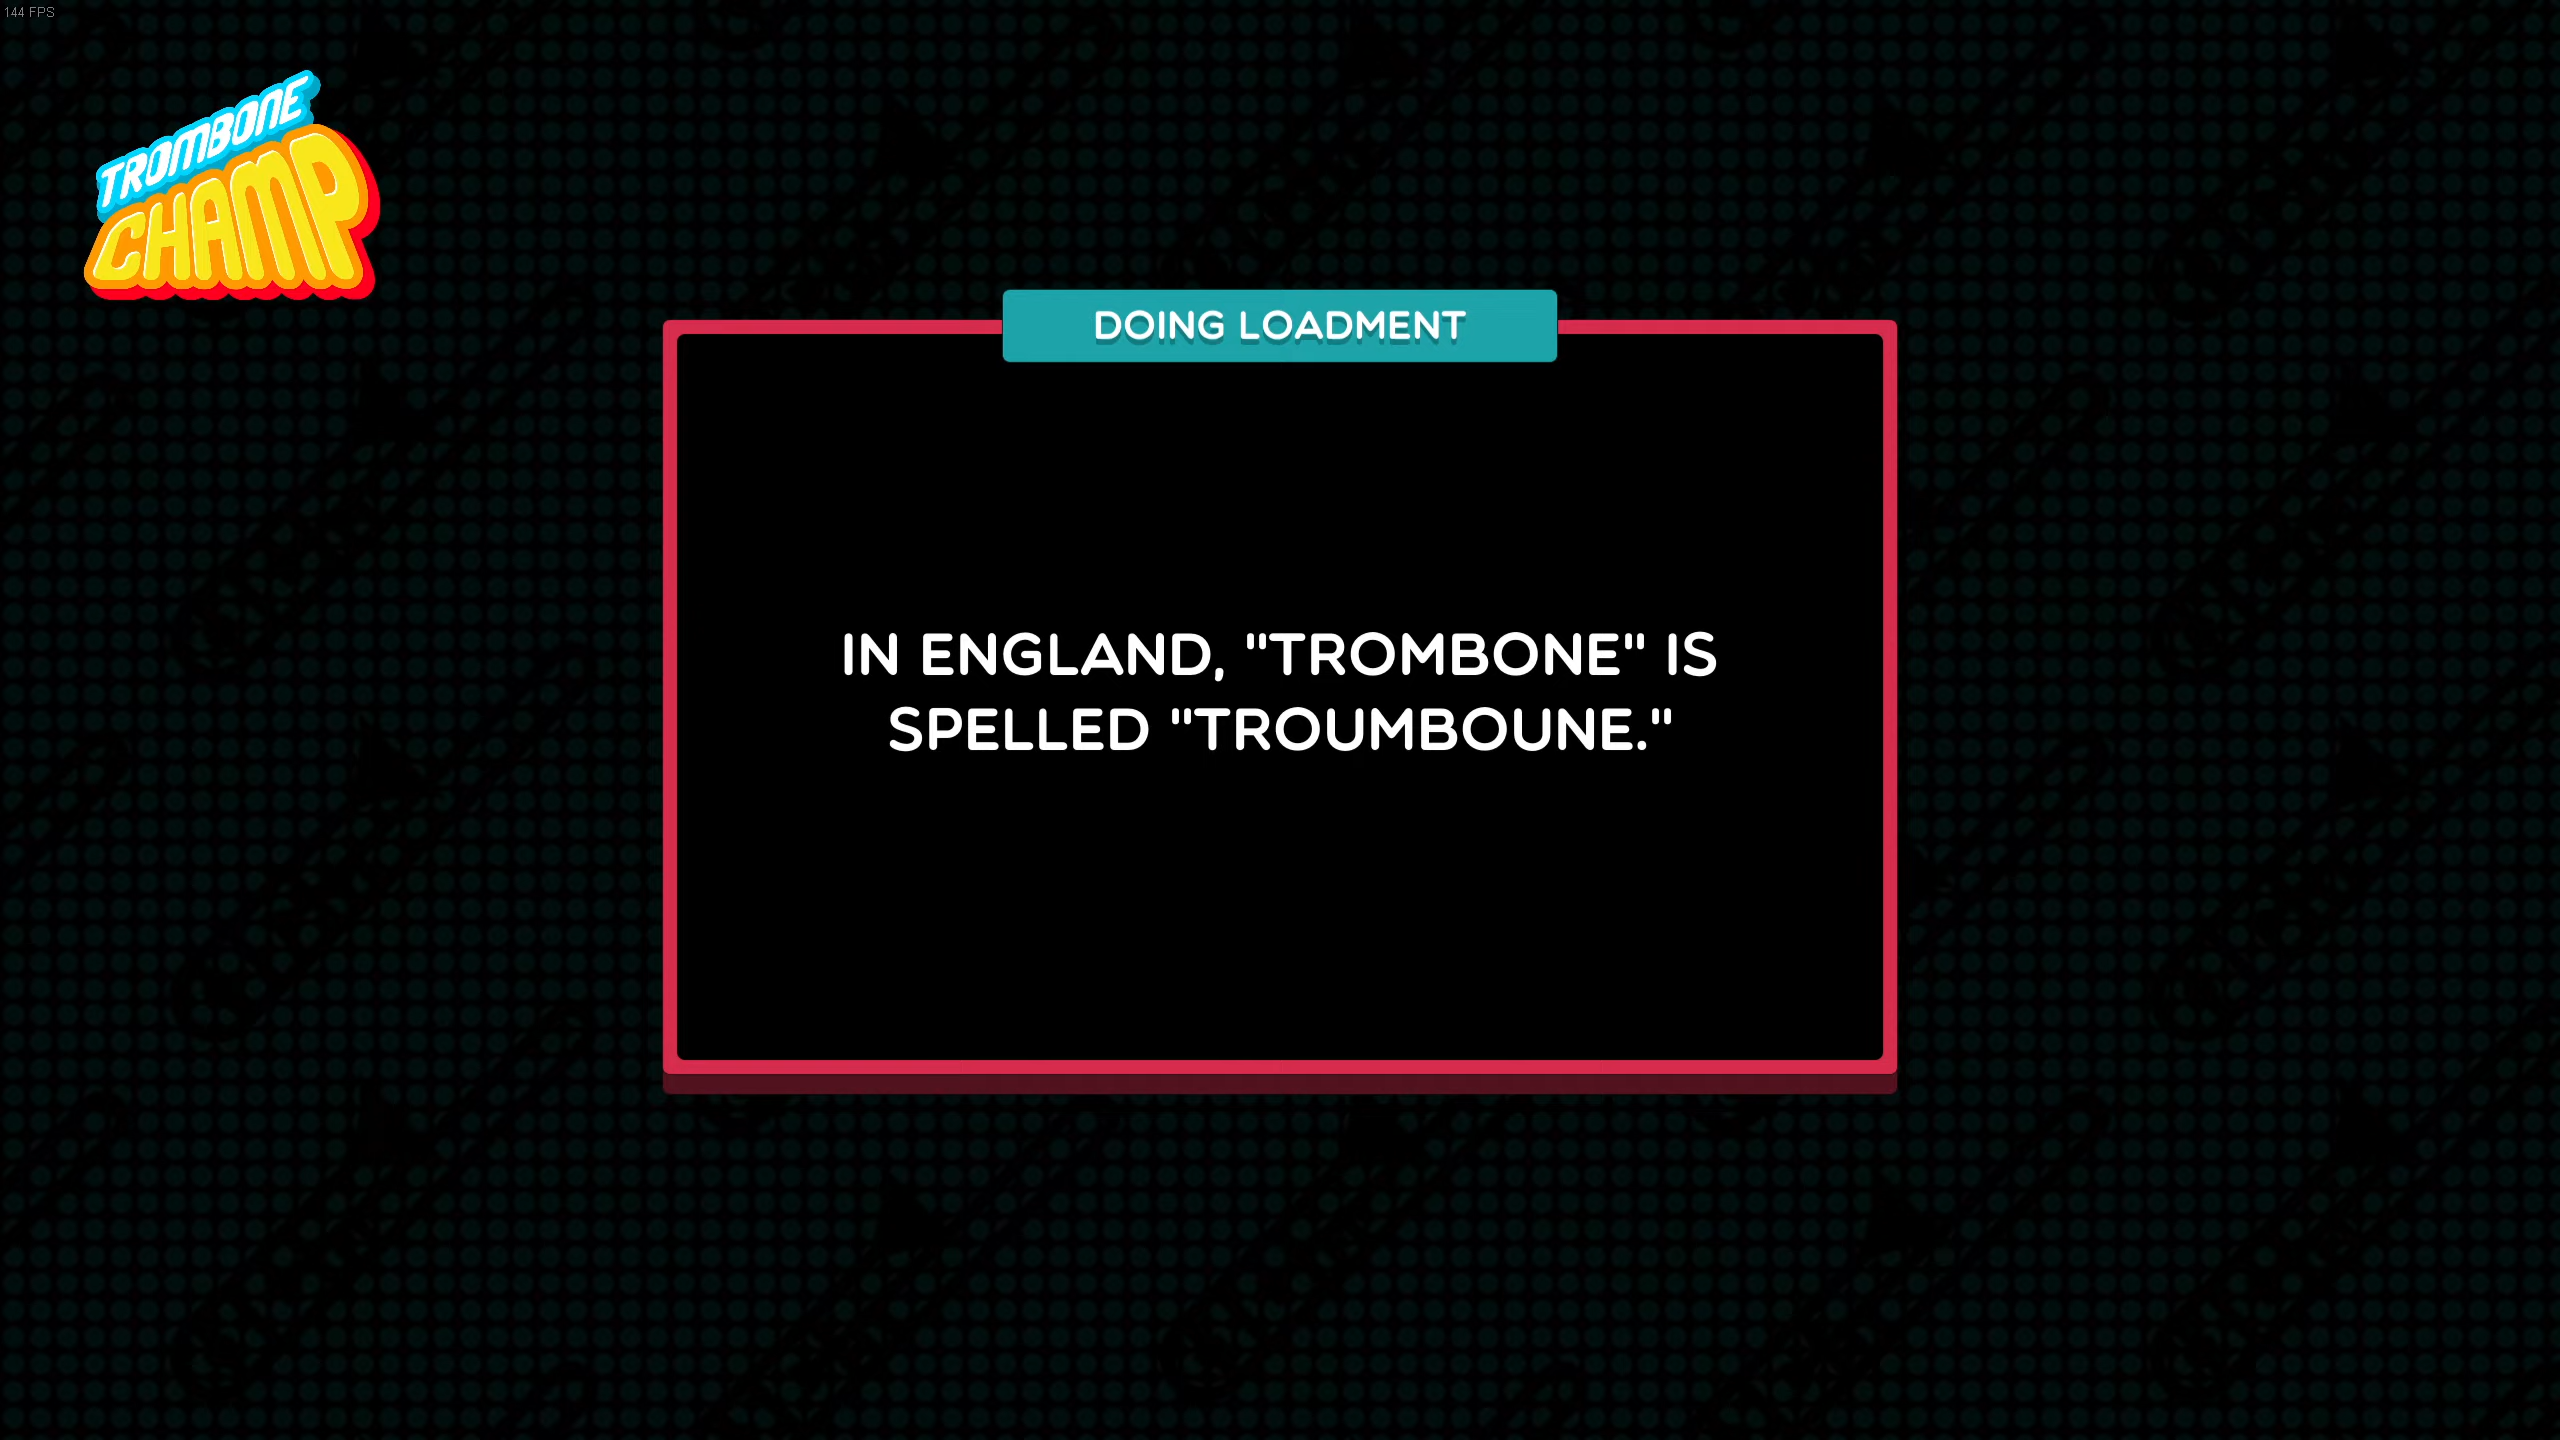 144 FPS
TROMBONE
CHAMP
DOING LOADMENT
IN ENGLAND, "TROMBONE" IS
SPELLED "TROUMBOUNE."